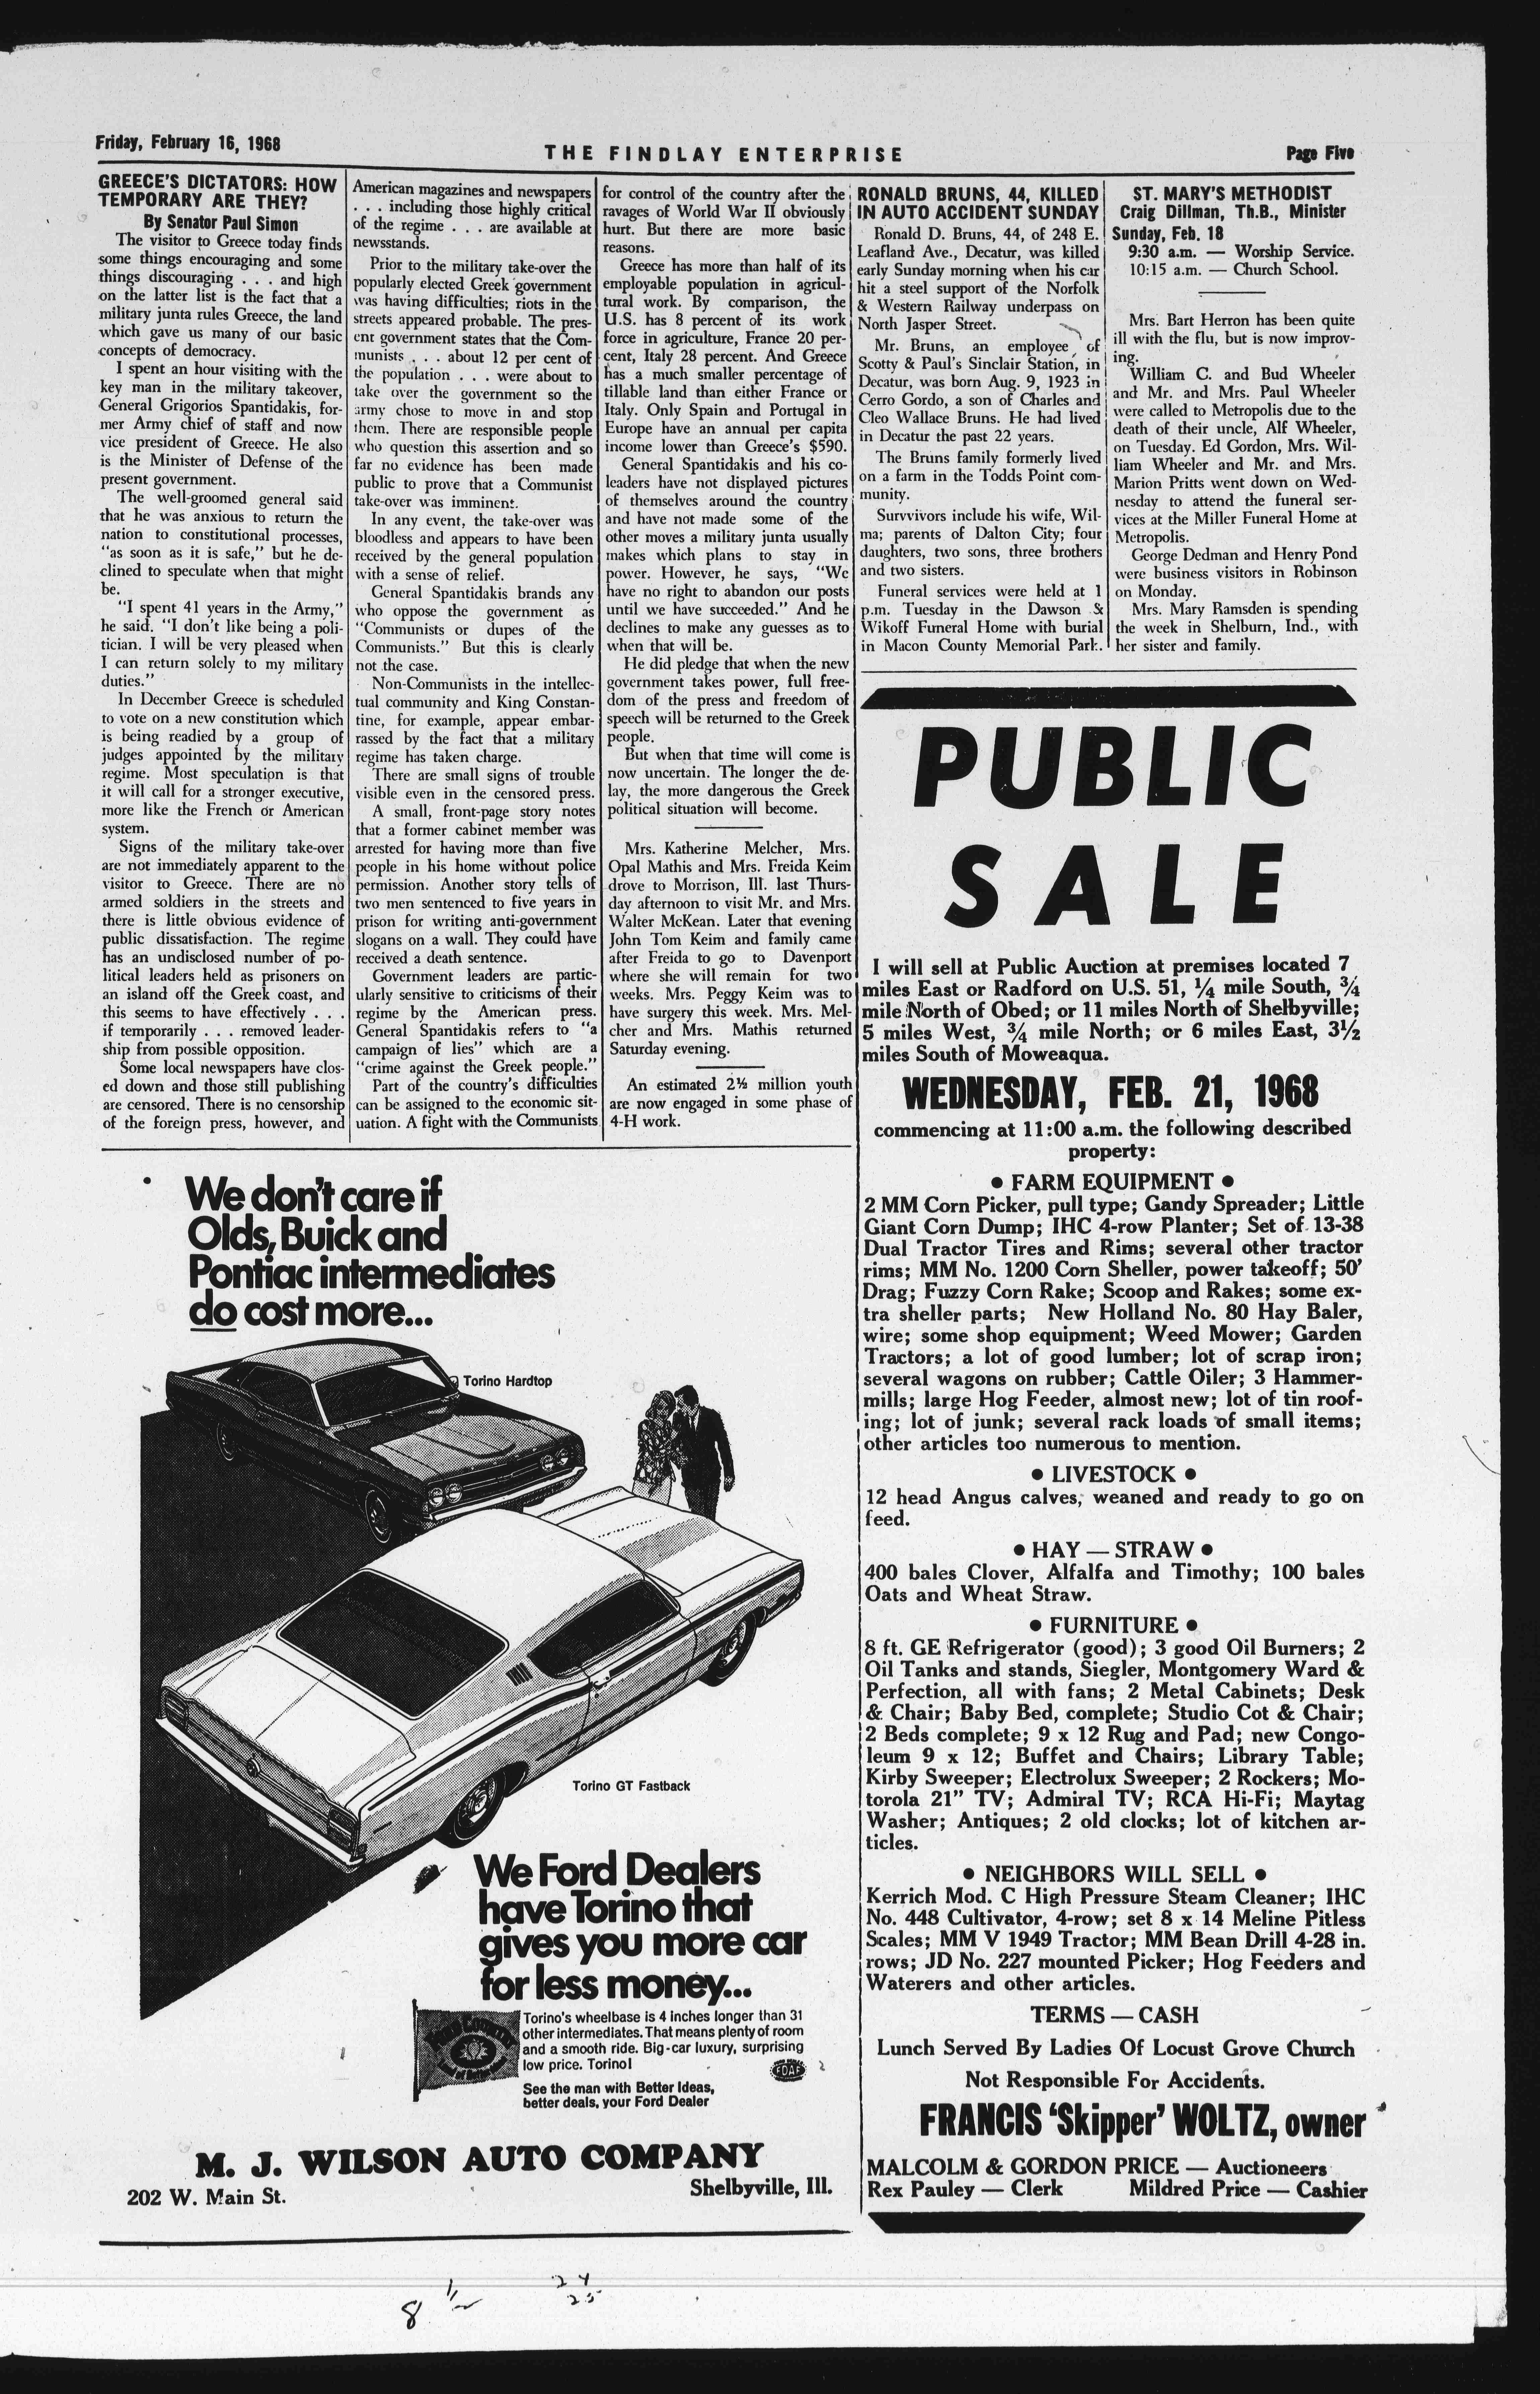 Friday, February 16, 1968
THE FINDLAY ENTERPRISE
Page Five
GREECE'S DICTATORS: HOW
TEMPORARY ARE THEY?
By Senator Paul Simon
The visitor to Greece today finds
some things encouraging and some
things discouraging . . . and high
on the latter list is the fact that a
military junta rules Greece, the land
which gave us many of our basic
concepts of democracy.
I spent an hour visiting with the
key man in the military takeover,
General Grigorios Spantidakis, for-
mer Army chief of staff and now
vice president of Greece. He also
is the Minister of Defense of the
present government.
The well-groomed general said
that he was anxious to return the
nation to constitutional processes,
"as soon as it is safe," but he de-
clined to speculate when that might
be.
"I spent 41 years in the Army,"
he said. "I don't like being a poli-
tician. I will be very pleased when
I can return solely to my military
duties."
In December Greece is scheduled
to vote on a new constitution which
is being readied by a group of
judges appointed by the military
regime. Most speculation is that
it will call for a stronger executive,
more like the French or American
system.
Signs of the military take-over
are not immediately apparent to the
visitor to Greece. There are no
armed soldiers in the streets and
there is little obvious evidence of
public dissatisfaction. The regime
has an undisclosed number of po-
litical leaders held as prisoners on
an island off the Greek coast, and
this seems to have effectively . . .
if temporarily . . . removed leader-
ship from possible opposition.
Some local newspapers have clos-
ed down and those still publishing
are censored. There is no censorship
of the foreign press, however, and
American magazines and newspapers
. . . including those highly critical
of the regime . . . are available at
newsstands.
Prior to the military take-over the
popularly elected Greek government
was having difficulties; riots in the
streets appeared probable. The pres-
ent government states that the Com-
munists . . . about 12 per cent of
the population . . . were about to
take over the government so the
army chose to move in and stop
them. There are responsible people
who question this assertion and so
far no evidence has been made
public to prove that a Communist
take-over was imminent.
In any event, the take-over was
bloodless and appears to have been
received by the general population
with a sense of relief.
General Spantidakis brands any
who oppose the government as
"Communists or dupes of the
Communists." But this is clearly
not the case.
Non-Communists in the intellec-
tual community and King Constan-
tine, for example, appear embar-
rassed by the fact that a military
regime has taken charge.
There are small signs of trouble
visible even in the censored press.
A small, front-page story notes
that a former cabinet member was
arrested for having more than five
people in his home without police
permission. Another story tells of
two men sentenced to five years in
prison for writing anti-government
slogans on a wall. They could have
received a death sentence.
Government leaders are partic-
ularly sensitive to criticisms of their
regime by the American press.
General Spantidakis refers to "a
campaign of lies" which are a
"crime against the Greek people."
Part of the country's difficulties
can be assigned to the economic sit-
uation. A fight with the Communists
for control of the country after the
ravages of World War II obviously
hurt. But there are more basic
reasons.
Greece has more than half of its
employable population in agricul-
tural work. By comparison, the
U.S. has 8 percent of its work
force in agriculture, France 20 per-
cent, Italy 28 percent. And Greece
has a much smaller percentage of
tillable land than either France or
Italy. Only Spain and Portugal in
Europe have an annual per capita
income lower than Greece's $590.
General Spantidakis and his co-
leaders have not displayed pictures
of themselves around the country
and have not made some of the
other moves a military junta usually
makes which plans to stay in
power. However, he says, "We
have no right to abandon our posts
until we have succeeded." And he
declines to make any guesses as to
when that will be.
He did pledge that when the new
government takes power, full free-
dom of the press and freedom of
speech will be returned to the Greek
people.
But when that time will come is
now uncertain. The longer the de-
lay, the more dangerous the Greek
political situation will become.
Mrs. Katherine Melcher, Mrs.
Opal Mathis and Mrs. Freida Keim
drove to Morrison, Ill. last Thurs-
day afternoon to visit Mr. and Mrs.
Walter McKean. Later that evening
John Tom Keim and family came
after Freida to go to Davenport
where she will remain for two
weeks. Mrs. Peggy Keim was to
have surgery this week. Mrs. Mel-
cher and Mrs. Mathis returned
Saturday evening.
An estimated 2½ million youth
are now engaged in some phase of
4-H work.
RONALD BRUNS, 44, KILLED
IN AUTO ACCIDENT SUNDAY
Ronald D. Bruns, 44, of 248 E.
Leafland Ave., Decatur, was killed
early Sunday morning when his car
hit a steel support of the Norfolk
& Western Railway underpass on
North Jasper Street.
Mr. Bruns, an employee of
Scotty & Paul's Sinclair Station, in
Decatur, was born Aug. 9, 1923 in
Cerro Gordo, a son of Charles and
Cleo Wallace Bruns. He had lived
in Decatur the past 22 years.
The Bruns family formerly lived
on a farm in the Todds Point com-
munity.
Survvivors include his wife, Wil-
ma; parents of Dalton City; four
daughters, two sons, three brothers
and two sisters.
Funeral services were held at 1
p.m. Tuesday in the Dawson &
Wikoff Funeral Home with burial
in Macon County Memorial Park.
ST. MARY'S METHODIST
Craig Dillman, Th.B., Minister
Sunday, Feb. 18
9:30 a.m. — Worship Service.
10:15 a.m. — Church School.
Mrs. Bart Herron has been quite
ill with the flu, but is now improv-
ing.
William C. and Bud Wheeler
and Mr. and Mrs. Paul Wheeler
were called to Metropolis due to the
death of their uncle, Alf Wheeler,
on Tuesday. Ed Gordon, Mrs. Wil-
liam Wheeler and Mr. and Mrs.
Marion Pritts went down on Wed-
nesday to attend the funeral ser-
vices at the Miller Funeral Home at
Metropolis.
George Dedman and Henry Pond
were business visitors in Robinson
on Monday.
Mrs. Mary Ramsden is spending
the week in Shelburn, Ind., with
her sister and family.
PUBLIC
SALE
I will sell at Public Auction at premises located 7
miles East or Radford on U.S. 51, ¼ mile South, ¾
mile North of Obed; or 11 miles North of Shelbyville;
5 miles West, ¾ mile North; or 6 miles East, 3½
miles South of Moweaqua.
WEDNESDAY, FEB. 21, 1968
commencing at 11:00 a.m. the following described
property:
● FARM EQUIPMENT ●
2 MM Corn Picker, pull type; Gandy Spreader; Little
Giant Corn Dump; IHC 4-row Planter; Set of 13-38
Dual Tractor Tires and Rims; several other tractor
rims; MM No. 1200 Corn Sheller, power takeoff; 50'
Drag; Fuzzy Corn Rake; Scoop and Rakes; some ex-
tra sheller parts; New Holland No. 80 Hay Baler,
wire; some shop equipment; Weed Mower; Garden
Tractors; a lot of good lumber; lot of scrap iron;
several wagons on rubber; Cattle Oiler; 3 Hammer-
mills; large Hog Feeder, almost new; lot of tin roof-
ing; lot of junk; several rack loads of small items;
other articles too numerous to mention.
● LIVESTOCK ●
12 head Angus calves, weaned and ready to go on
feed.
● HAY — STRAW ●
400 bales Clover, Alfalfa and Timothy; 100 bales
Oats and Wheat Straw.
● FURNITURE ●
8 ft. GE Refrigerator (good); 3 good Oil Burners; 2
Oil Tanks and stands, Siegler, Montgomery Ward &
Perfection, all with fans; 2 Metal Cabinets; Desk
& Chair; Baby Bed, complete; Studio Cot & Chair;
2 Beds complete; 9 x 12 Rug and Pad; new Congo-
leum 9 x 12; Buffet and Chairs; Library Table;
Kirby Sweeper; Electrolux Sweeper; 2 Rockers; Mo-
torola 21" TV; Admiral TV; RCA Hi-Fi; Maytag
Washer; Antiques; 2 old clocks; lot of kitchen ar-
ticles.
● NEIGHBORS WILL SELL ●
Kerrich Mod. C High Pressure Steam Cleaner; IHC
No. 448 Cultivator, 4-row; set 8 x 14 Meline Pitless
Scales; MM V 1949 Tractor; MM Bean Drill 4-28 in.
rows; JD No. 227 mounted Picker; Hog Feeders and
Waterers and other articles.
TERMS — CASH
Lunch Served By Ladies Of Locust Grove Church
Not Responsible For Accidents.
FRANCIS 'Skipper' WOLTZ, owner
MALCOLM & GORDON PRICE — Auctioneers
Rex Pauley — Clerk Mildred Price — Cashier
We don't care if
Olds, Buick and
Pontiac intermediates
do cost more...
Torino Hardtop
Torino GT Fastback
We Ford Dealers
have Torino that
gives you more car
for less money...
Torino's wheelbase is 4 inches longer than 31
other intermediates. That means plenty of room
and a smooth ride. Big-car luxury, surprising
low price. Torino!
FDAF
See the man with Better Ideas,
better deals, your Ford Dealer
M. J. WILSON AUTO COMPANY
202 W. Main St.
Shelbyville, Ill.
8 ½
24
25